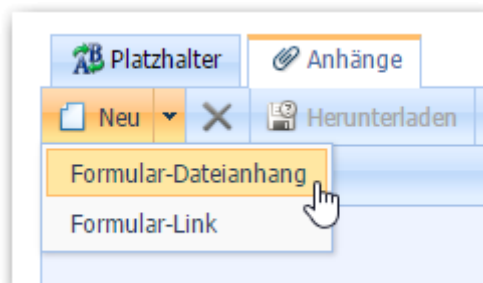 Platzhalter Anhänge
Neu Herunterladen
Formular-Dateianhang
Formular-Link